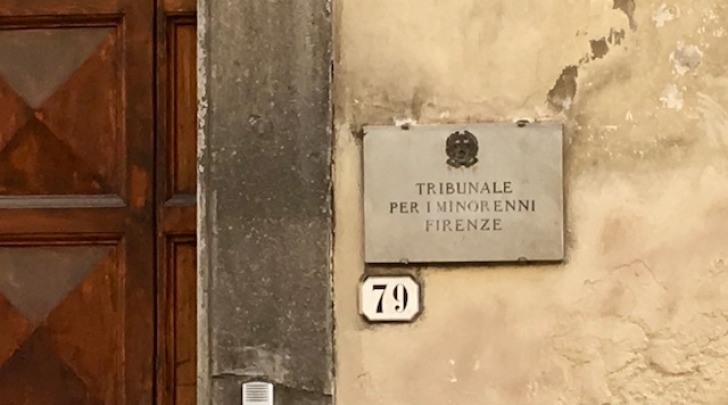 TRIBUNALE
PER I MINORENNI
FIRENZE
79